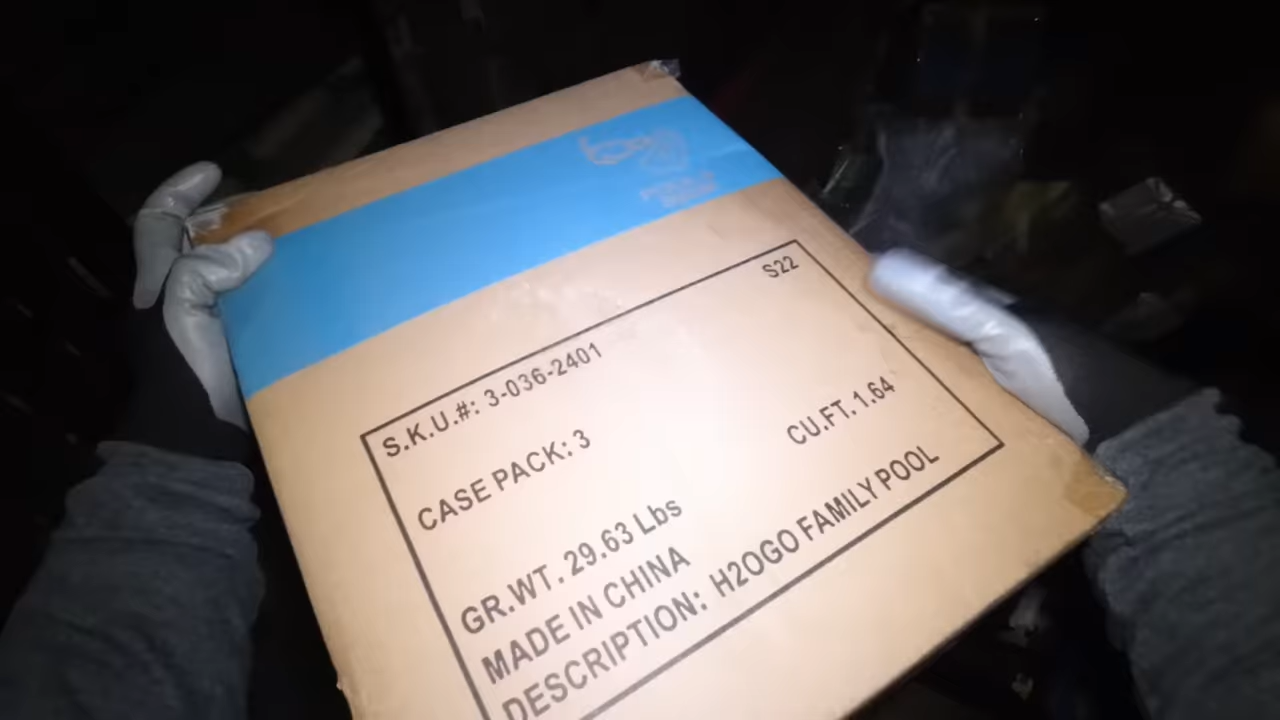 S22
S.K.U.#: 3-036-2401
CASE PACK: 3
CU.FT. 1.64
GR.WT. 29.63 Lbs
MADE IN CHINA
DESCRIPTION: H2OGO FAMILY POOL